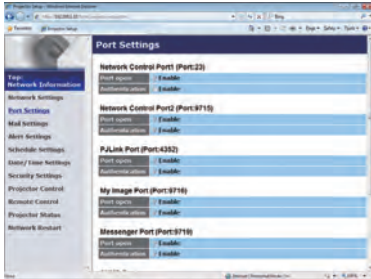 Port Settings
Top:
Network Information
Network Settings
Port Settings
Mail Settings
Alert Settings
Schedule Settings
Date/Time Settings
Security Settings
Projector Control
Remote Control
Projector Status
Network Restart
Network Control Port1 (Port:23)
Port open Enable
Authentication Enable
Network Control Port2 (Port:9715)
Port open Enable
Authentication Enable
PJLink Port (Port:4352)
Port open Enable
Authentication Enable
My Image Port (Port:9716)
Port open Enable
Authentication Enable
Messenger Port (Port:9719)
Port open Enable
Authentication Enable